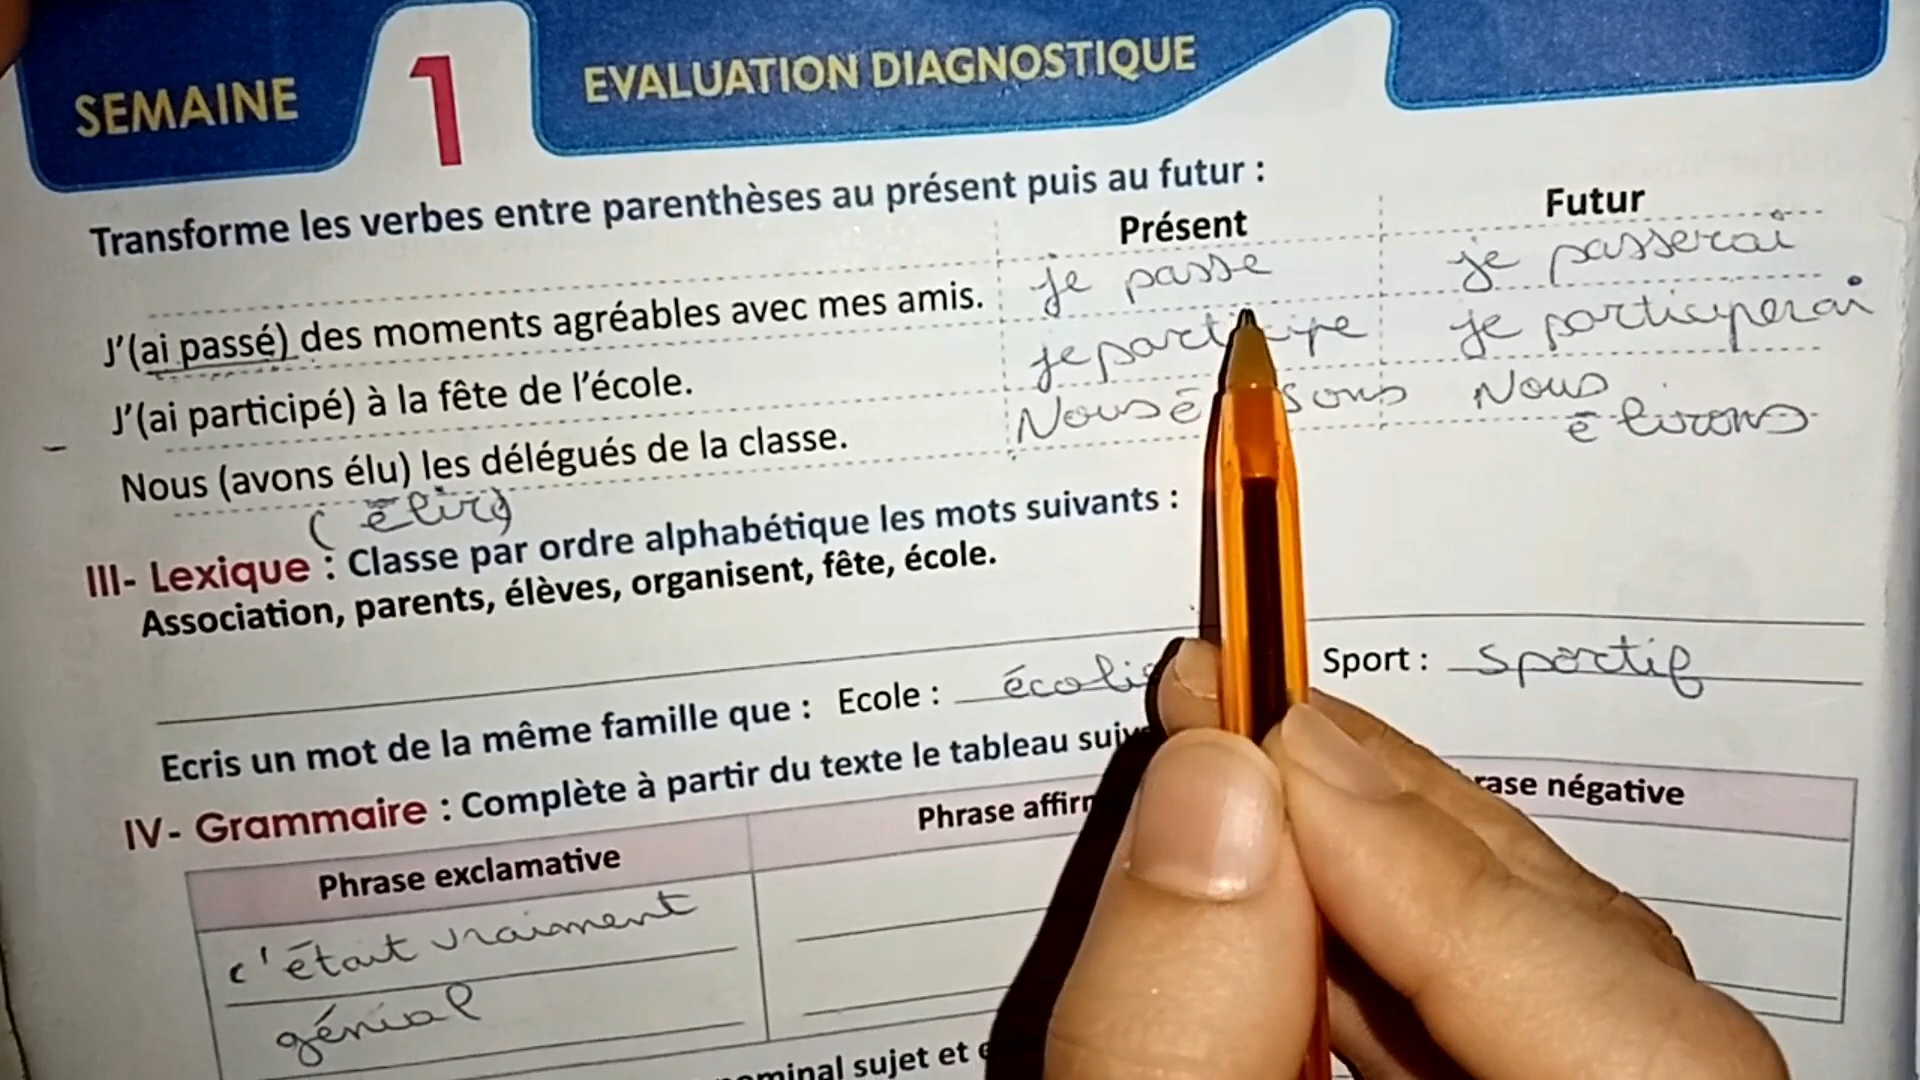 SEMAINE 1 EVALUATION DIAGNOSTIQUE
Transforme les verbes entre parenthèses au présent puis au futur :
Présent Futur
J'(ai passé) des moments agréables avec mes amis. je passe je passerai
J'(ai participé) à la fête de l'école. je participe je participerai
Nous (avons élu) les délégués de la classe. Nous Nous
élirons
(élire)
III- Lexique : Classe par ordre alphabétique les mots suivants :
Association, parents, élèves, organisent, fête, école.
Ecris un mot de la même famille que : Ecole : Sport : sportif
IV- Grammaire : Complète à partir du texte le tableau
Phrase exclamative Phrase négative
c'était vraiment
génial
sujet et